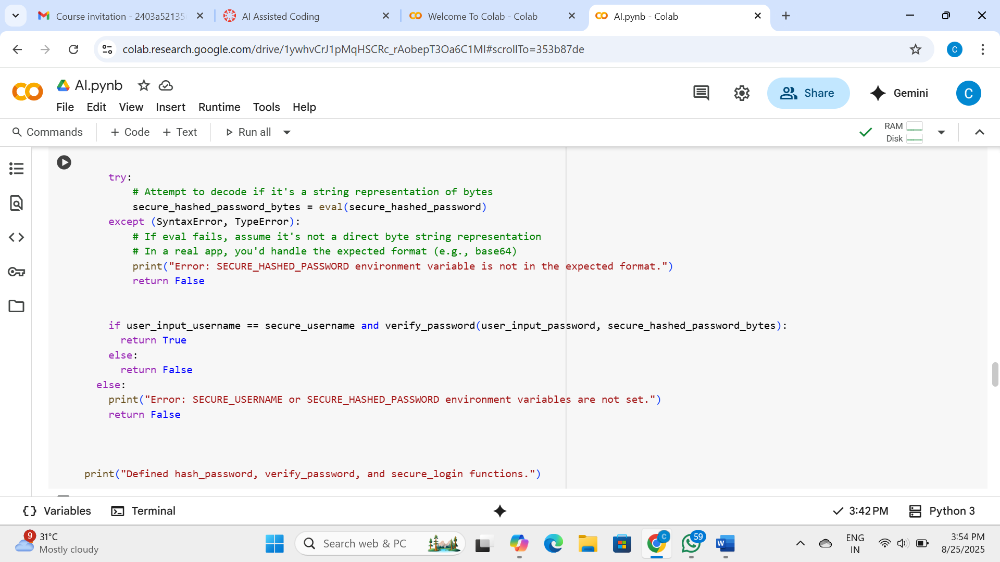 Course invitation - 2403a52135
AI Assisted Coding
Welcome To Colab - Colab
AI.pynb - Colab
colab.research.google.com/drive/1ywhvCrJ1pMqHSCRc_rAobepT3Oa6C1MI#scrollTo=353b87de
C
AI.pynb
File Edit View Insert Runtime Tools Help
Share
Gemini
C
Commands + Code + Text Run all
RAM
Disk
try:
# Attempt to decode if it's a string representation of bytes
secure_hashed_password_bytes = eval(secure_hashed_password)
except (SyntaxError, TypeError):
# If eval fails, assume it's not a direct byte string representation
# In a real app, you'd handle the expected format (e.g., base64)
print("Error: SECURE_HASHED_PASSWORD environment variable is not in the expected format.")
return False
if user_input_username == secure_username and verify_password(user_input_password, secure_hashed_password_bytes):
return True
else:
return False
else:
print("Error: SECURE_USERNAME or SECURE_HASHED_PASSWORD environment variables are not set.")
return False
print("Defined hash_password, verify_password, and secure_login functions.")
{} Variables Terminal
3:42 PM Python 3
9
31°C
Mostly cloudy
Search web & PC
C
59
W
ENG
IN
3:54 PM
8/25/2025